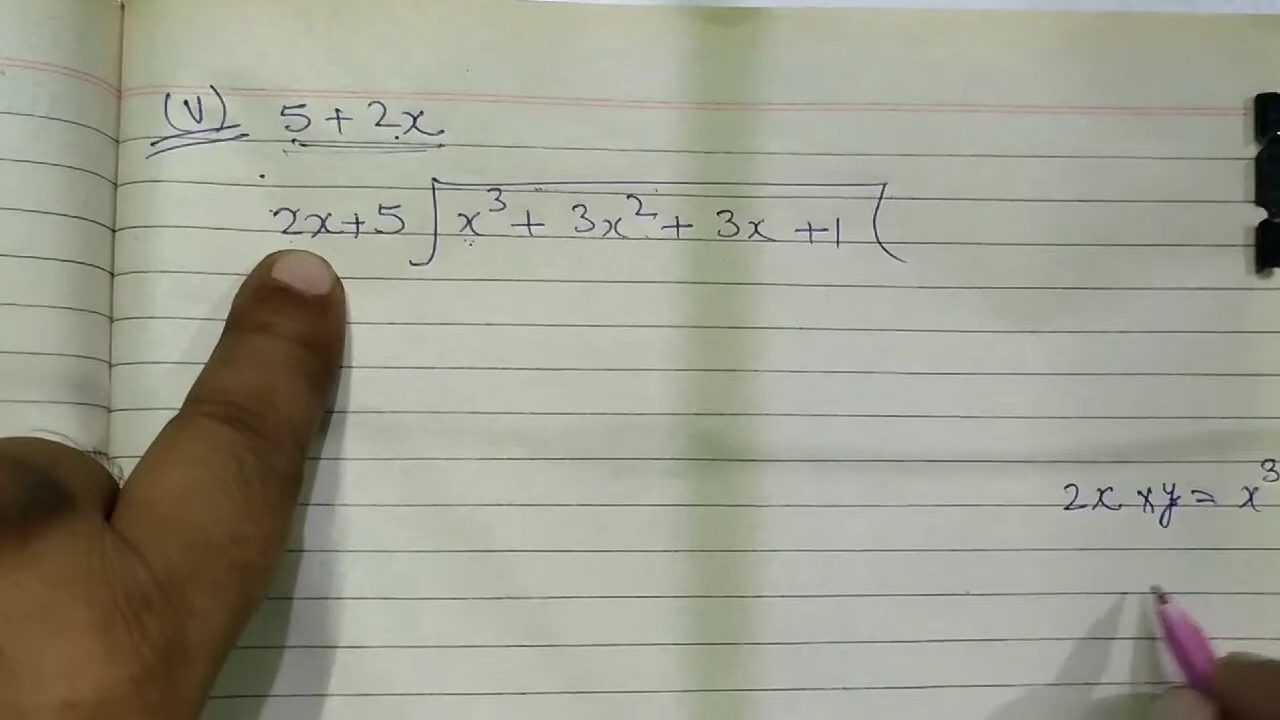 (V) 5 + 2x
2x + 5 ) x³ + 3x² + 3x + 1 (
2x × y = x³